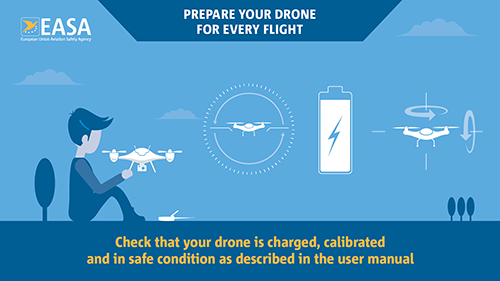 EASA
European Union Aviation Safety Agency
PREPARE YOUR DRONE
FOR EVERY FLIGHT
Check that your drone is charged, calibrated
and in safe condition as described in the user manual